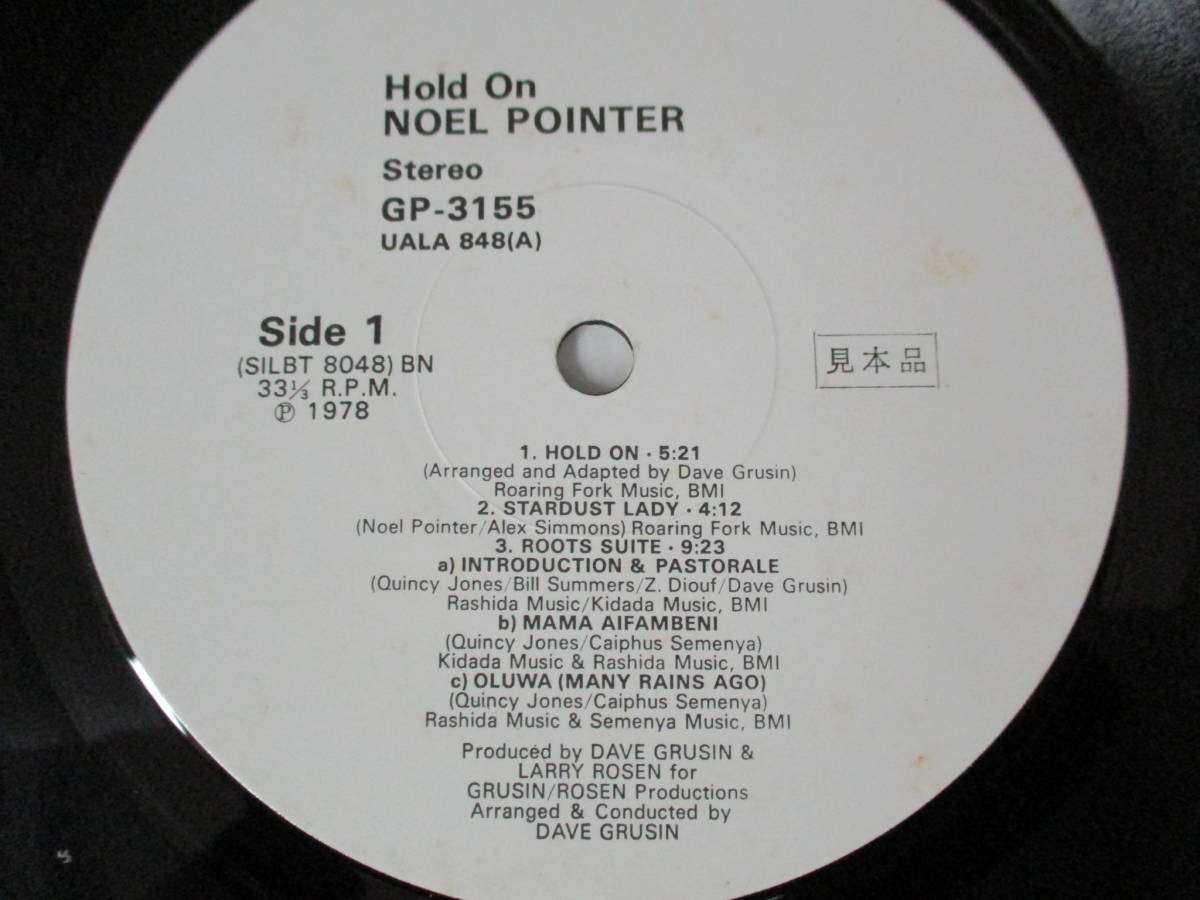 Hold On
NOEL POINTER
Stereo
GP-3155
UALA 848(A)
Side 1
(SILBT 8048) BN
33⅓ R.P.M.
Ⓟ 1978
見本品
1. HOLD ON · 5:21
(Arranged and Adapted by Dave Grusin)
Roaring Fork Music, BMI
2. STARDUST LADY · 4:12
(Noel Pointer/Alex Simmons) Roaring Fork Music, BMI
3. ROOTS SUITE · 9:23
a) INTRODUCTION & PASTORALE
(Quincy Jones/Bill Summers/Z. Diouf/Dave Grusin)
Rashida Music/Kidada Music, BMI
b) MAMA AIFAMBENI
(Quincy Jones/Caiphus Semenya)
Kidada Music & Rashida Music, BMI
c) OLUWA (MANY RAINS AGO)
(Quincy Jones/Caiphus Semenya)
Rashida Music & Semenya Music, BMI
Produced by DAVE GRUSIN &
LARRY ROSEN for
GRUSIN/ROSEN Productions
Arranged & Conducted by
DAVE GRUSIN